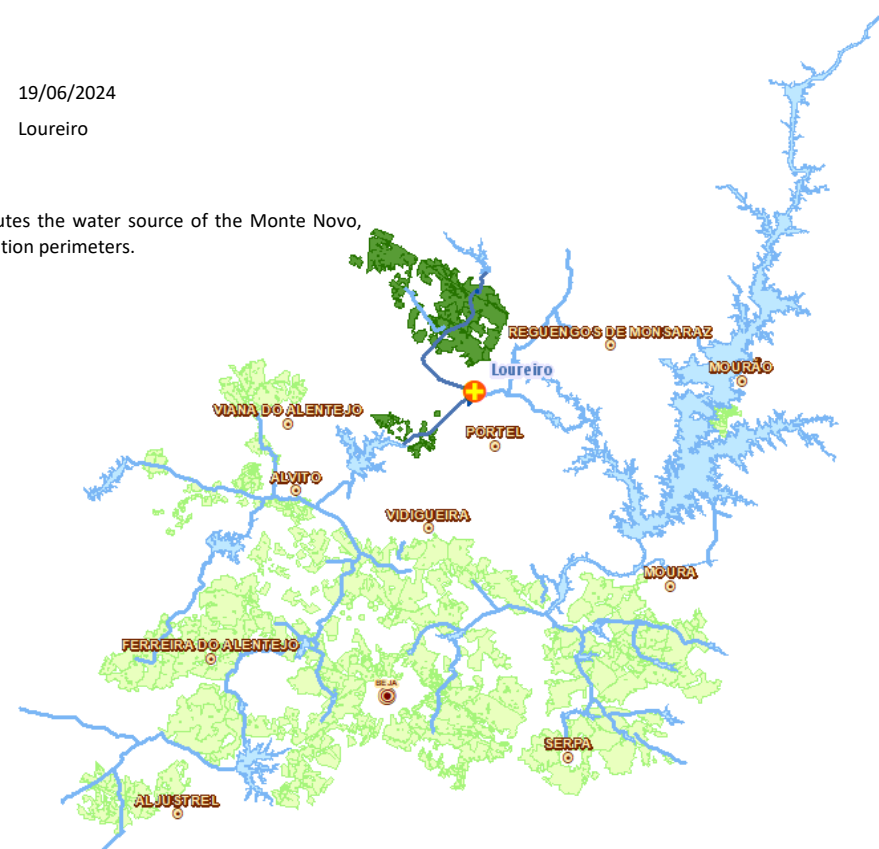 19/06/2024
Loureiro
utes the water source of the Monte Novo,
tion perimeters.
REGUENGOS DE MONSARAZ
MOURÃO
Loureiro
VIANA DO ALENTEJO
PORTEL
ALVITO
VIDIGUEIRA
MOURA
FERREIRA DO ALENTEJO
BEJA
SERPA
ALJUSTREL